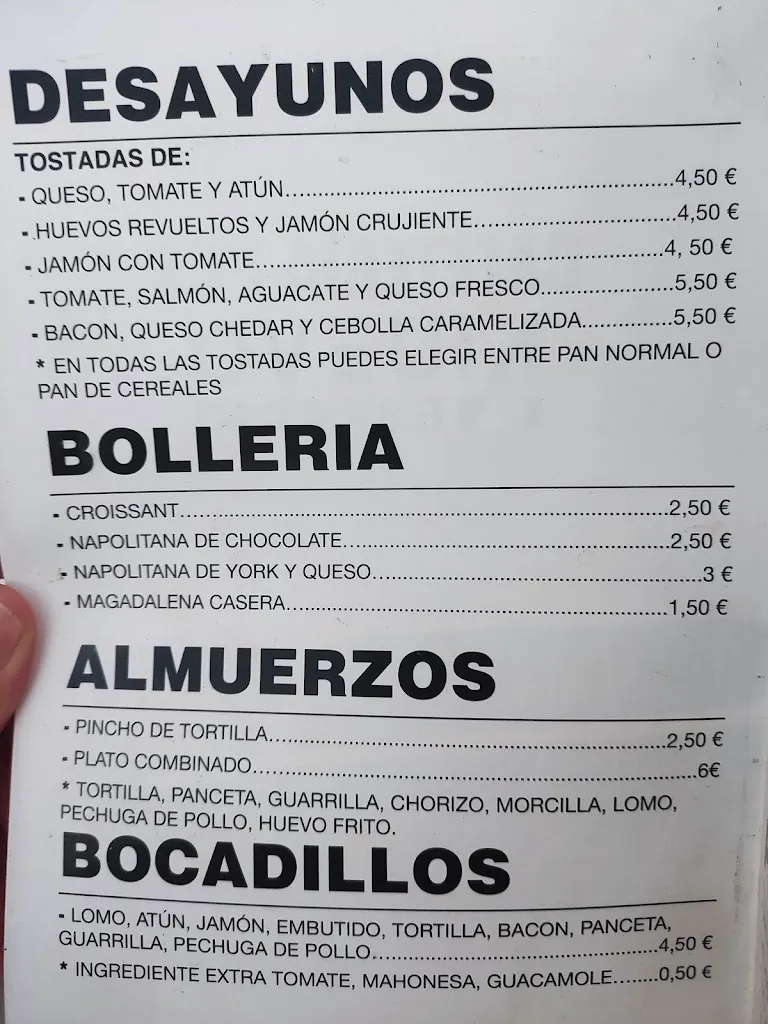 DESAYUNOS
TOSTADAS DE:
- QUESO, TOMATE Y ATÚN.......................................................4,50 €
- .HUEVOS REVUELTOS Y JAMÓN CRUJIENTE.............................4,50 €
- JAMÓN CON TOMATE...........................................................4, 50 €
- TOMATE, SALMÓN, AGUACATE Y QUESO FRESCO...................5,50 €
- BACON, QUESO CHEDAR Y CEBOLLA CARAMELIZADA.............5,50 €
* EN TODAS LAS TOSTADAS PUEDES ELEGIR ENTRE PAN NORMAL O
PAN DE CEREALES
BOLLERIA
- CROISSANT......................................................................2,50 €
- NAPOLITANA DE CHOCOLATE...............................................2,50 €
- NAPOLITANA DE YORK Y QUESO................................................3 €
- MAGADALENA CASERA........................................................1,50 €
ALMUERZOS
- PINCHO DE TORTILLA..........................................................2,50 €
- PLATO COMBINADO................................................................6€
* TORTILLA, PANCETA, GUARRILLA, CHORIZO, MORCILLA, LOMO,
PECHUGA DE POLLO, HUEVO FRITO.
BOCADILLOS
- LOMO, ATÚN, JAMÓN, EMBUTIDO, TORTILLA, BACON, PANCETA,
GUARRILLA, PECHUGA DE POLLO..........................................4,50 €
* INGREDIENTE EXTRA TOMATE, MAHONESA, GUACAMOLE.......0,50 €